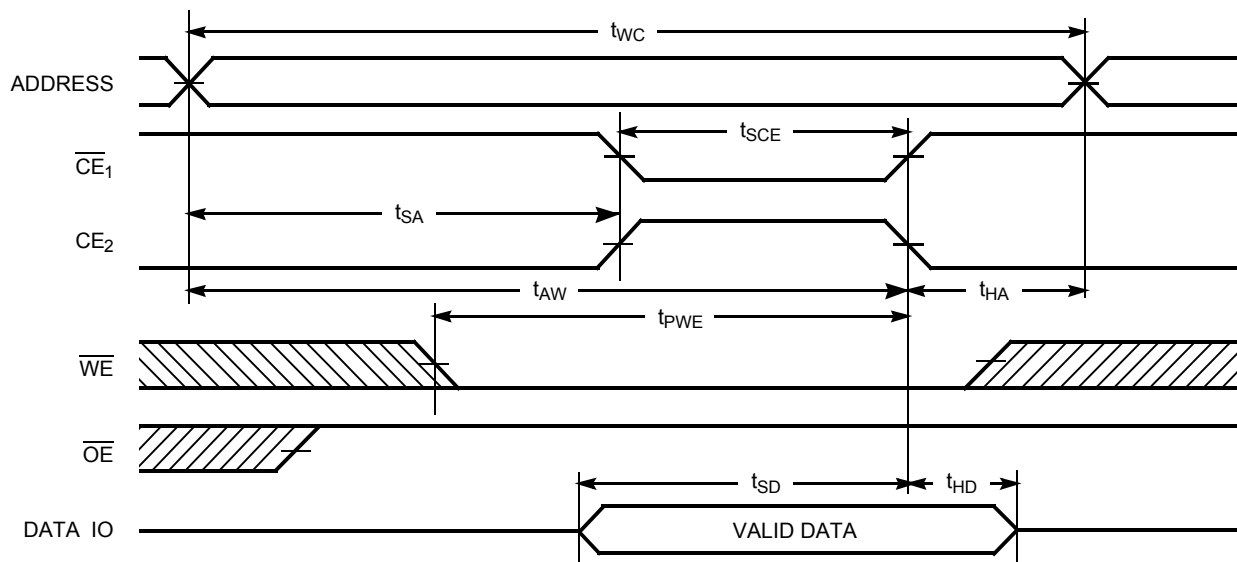 tWC
ADDRESS
tSCE
CE1
tSA
CE2
tAW
tHA
tPWE
WE
OE
tSD
tHD
DATA IO
VALID DATA